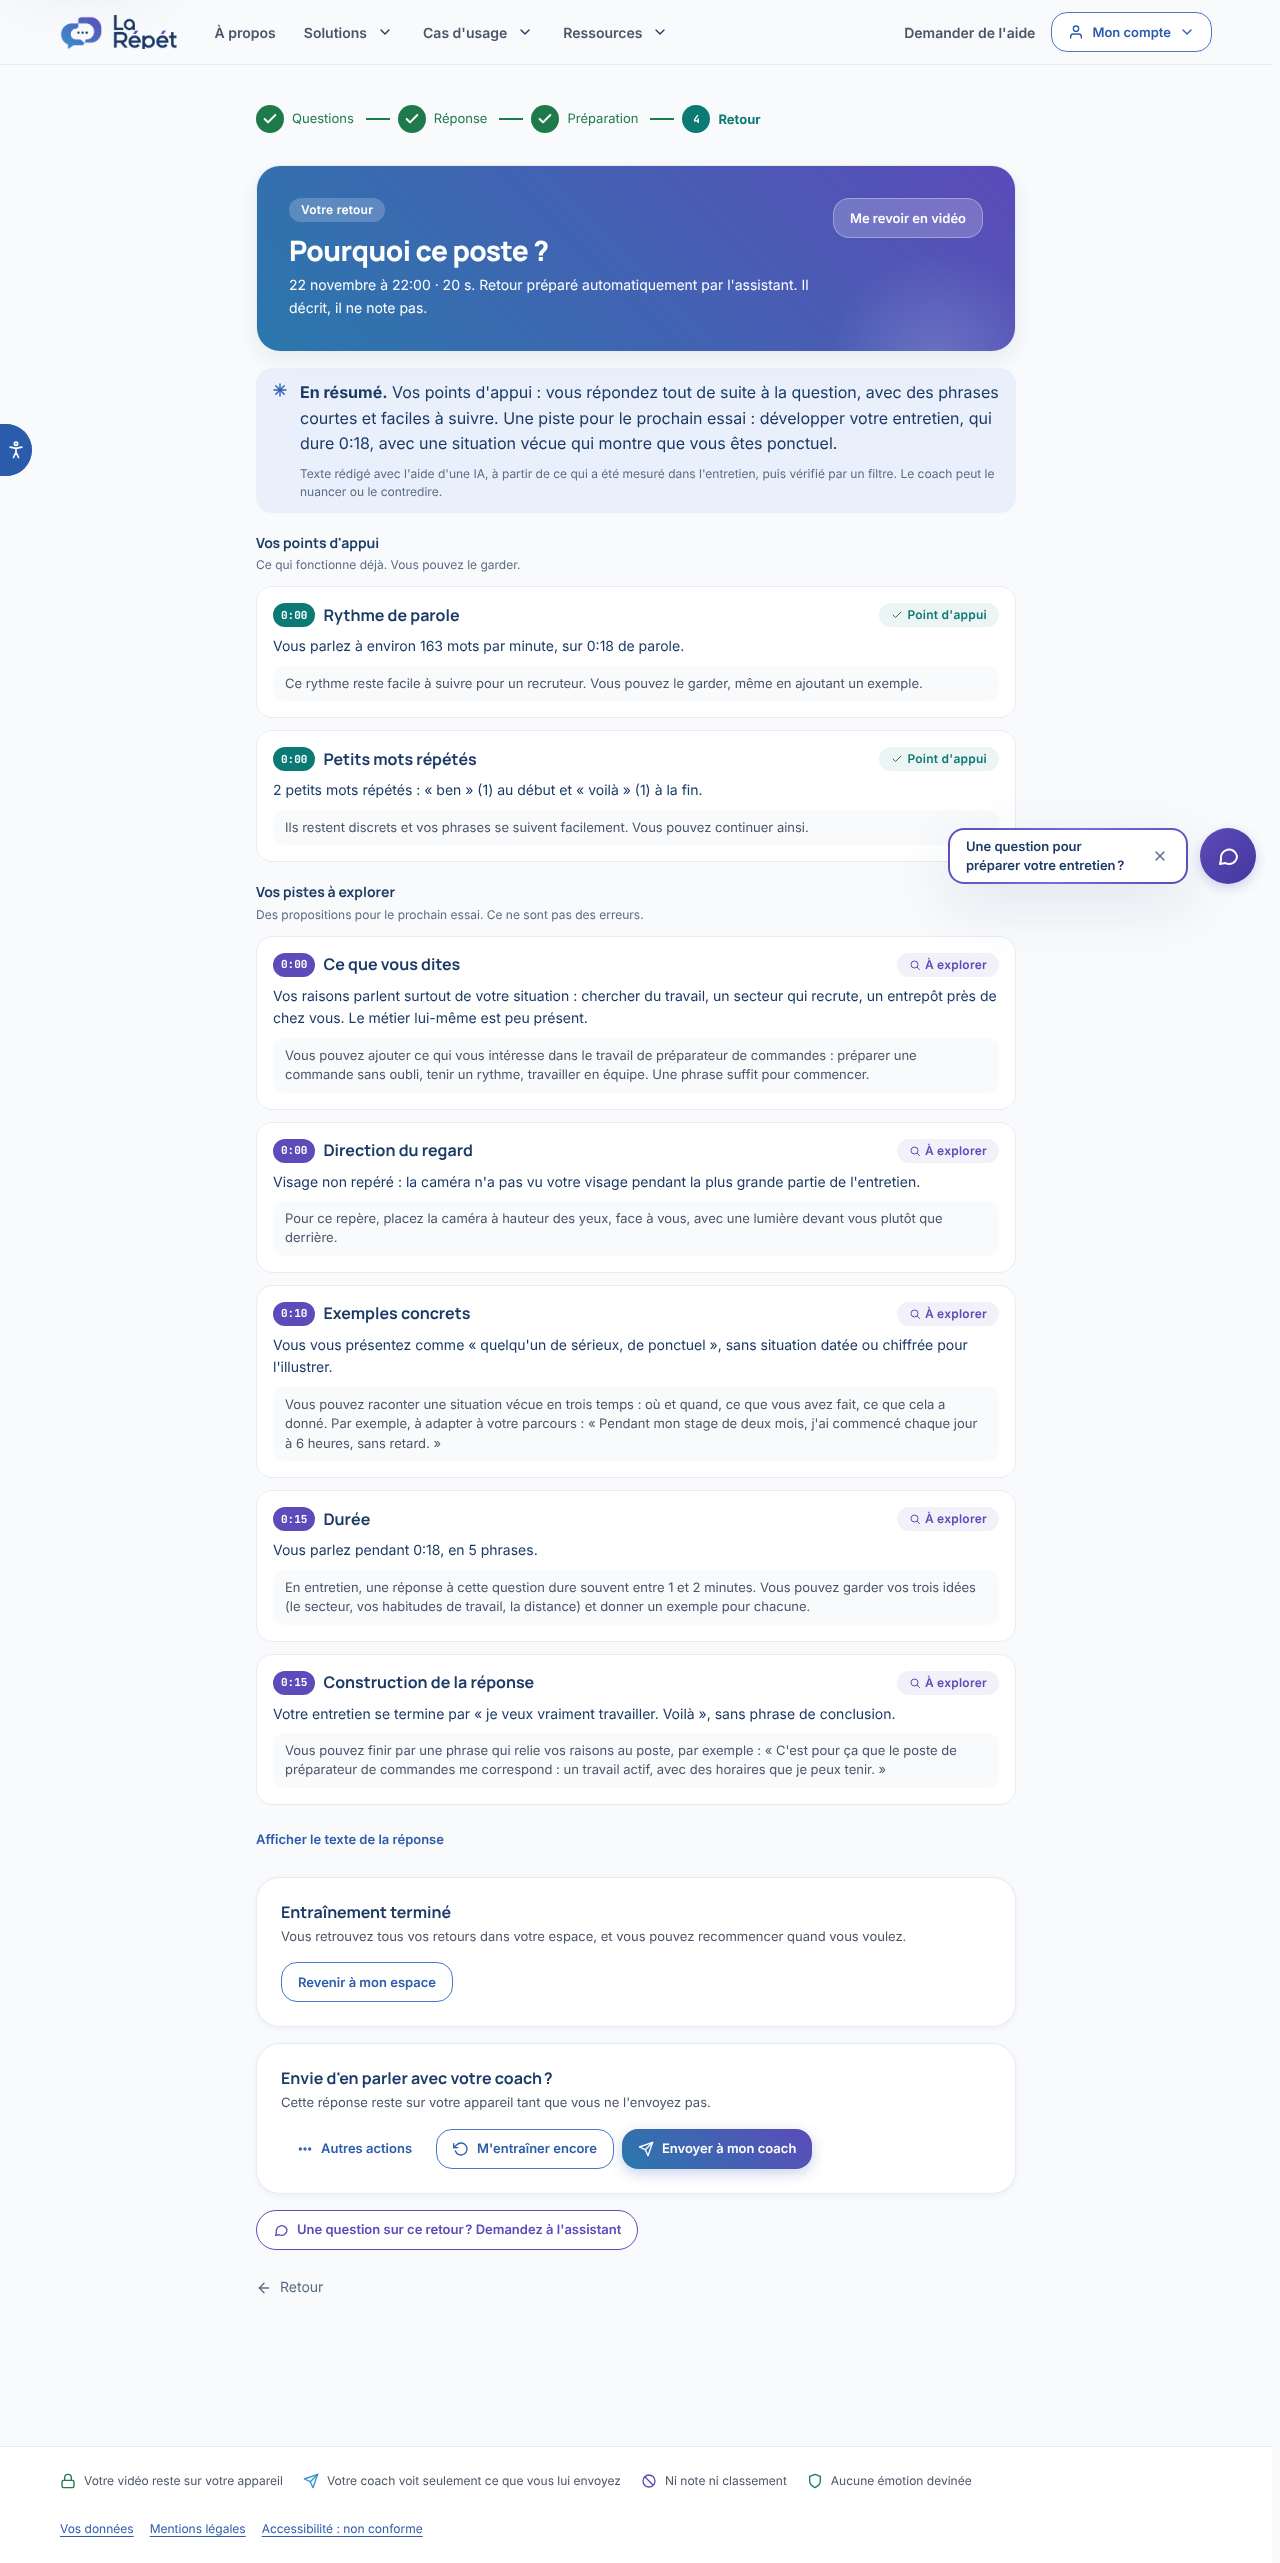 La
Répét
À propos
Solutions
Cas d'usage
Ressources
Demander de l'aide
Mon compte
Questions
Réponse
Préparation
4
Retour
Votre retour
Me revoir en vidéo
Pourquoi ce poste ?
22 novembre à 22:00 · 20 s. Retour préparé automatiquement par l'assistant. Il
décrit, il ne note pas.
En résumé. Vos points d'appui : vous répondez tout de suite à la question, avec des phrases
courtes et faciles à suivre. Une piste pour le prochain essai : développer votre entretien, qui
dure 0:18, avec une situation vécue qui montre que vous êtes ponctuel.
Texte rédigé avec l'aide d'une IA, à partir de ce qui a été mesuré dans l'entretien, puis vérifié par un filtre. Le coach peut le
nuancer ou le contredire.
Vos points d'appui
Ce qui fonctionne déjà. Vous pouvez le garder.
0:00 Rythme de parole
Point d'appui
Vous parlez à environ 163 mots par minute, sur 0:18 de parole.
Ce rythme reste facile à suivre pour un recruteur. Vous pouvez le garder, même en ajoutant un exemple.
0:00 Petits mots répétés
Point d'appui
2 petits mots répétés : « ben » (1) au début et « voilà » (1) à la fin.
Ils restent discrets et vos phrases se suivent facilement. Vous pouvez continuer ainsi.
Une question pour
préparer votre entretien ?
Vos pistes à explorer
Des propositions pour le prochain essai. Ce ne sont pas des erreurs.
0:00 Ce que vous dites
À explorer
Vos raisons parlent surtout de votre situation : chercher du travail, un secteur qui recrute, un entrepôt près de
chez vous. Le métier lui-même est peu présent.
Vous pouvez ajouter ce qui vous intéresse dans le travail de préparateur de commandes : préparer une
commande sans oubli, tenir un rythme, travailler en équipe. Une phrase suffit pour commencer.
0:00 Direction du regard
À explorer
Visage non repéré : la caméra n'a pas vu votre visage pendant la plus grande partie de l'entretien.
Pour ce repère, placez la caméra à hauteur des yeux, face à vous, avec une lumière devant vous plutôt que
derrière.
0:10 Exemples concrets
À explorer
Vous vous présentez comme « quelqu'un de sérieux, de ponctuel », sans situation datée ou chiffrée pour
l'illustrer.
Vous pouvez raconter une situation vécue en trois temps : où et quand, ce que vous avez fait, ce que cela a
donné. Par exemple, à adapter à votre parcours : « Pendant mon stage de deux mois, j'ai commencé chaque jour
à 6 heures, sans retard. »
0:15 Durée
À explorer
Vous parlez pendant 0:18, en 5 phrases.
En entretien, une réponse à cette question dure souvent entre 1 et 2 minutes. Vous pouvez garder vos trois idées
(le secteur, vos habitudes de travail, la distance) et donner un exemple pour chacune.
0:15 Construction de la réponse
À explorer
Votre entretien se termine par « je veux vraiment travailler. Voilà », sans phrase de conclusion.
Vous pouvez finir par une phrase qui relie vos raisons au poste, par exemple : « C'est pour ça que le poste de
préparateur de commandes me correspond : un travail actif, avec des horaires que je peux tenir. »
Afficher le texte de la réponse
Entraînement terminé
Vous retrouvez tous vos retours dans votre espace, et vous pouvez recommencer quand vous voulez.
Revenir à mon espace
Envie d'en parler avec votre coach ?
Cette réponse reste sur votre appareil tant que vous ne l'envoyez pas.
Autres actions
M'entraîner encore
Envoyer à mon coach
Une question sur ce retour ? Demandez à l'assistant
Retour
Votre vidéo reste sur votre appareil
Votre coach voit seulement ce que vous lui envoyez
Ni note ni classement
Aucune émotion devinée
Vos données
Mentions légales
Accessibilité : non conforme